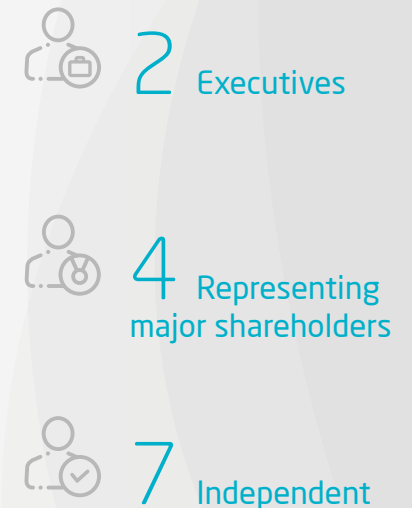 2 Executives
4 Representing
major shareholders
7 Independent